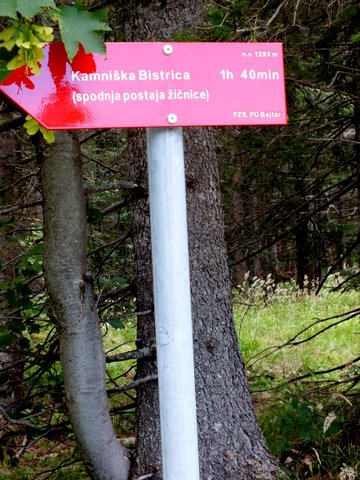 n.v. 1293 m
Kamniška Bistrica 1h 40min
(spodnja postaja žičnice)
PZS, PD Bajtar